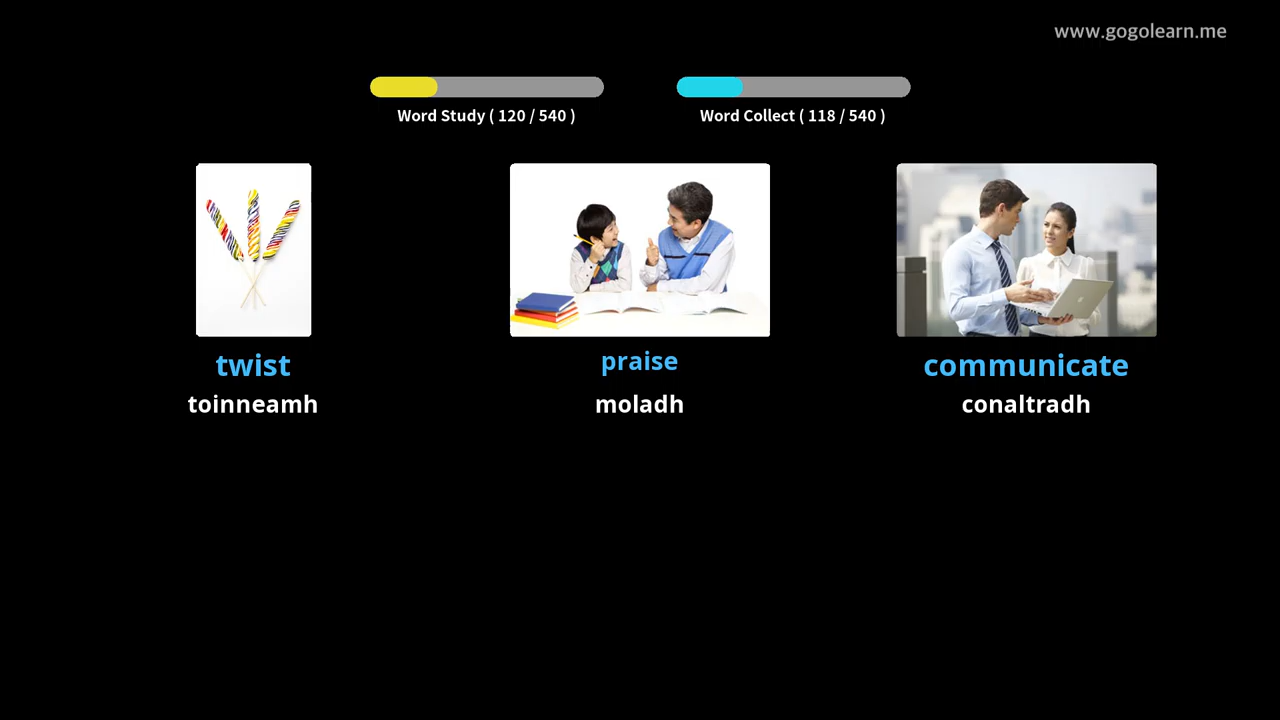 www.gogolearn.me
Word Study ( 120 / 540 )
Word Collect ( 118 / 540 )
twist
praise
communicate
toinneamh
moladh
conaltradh